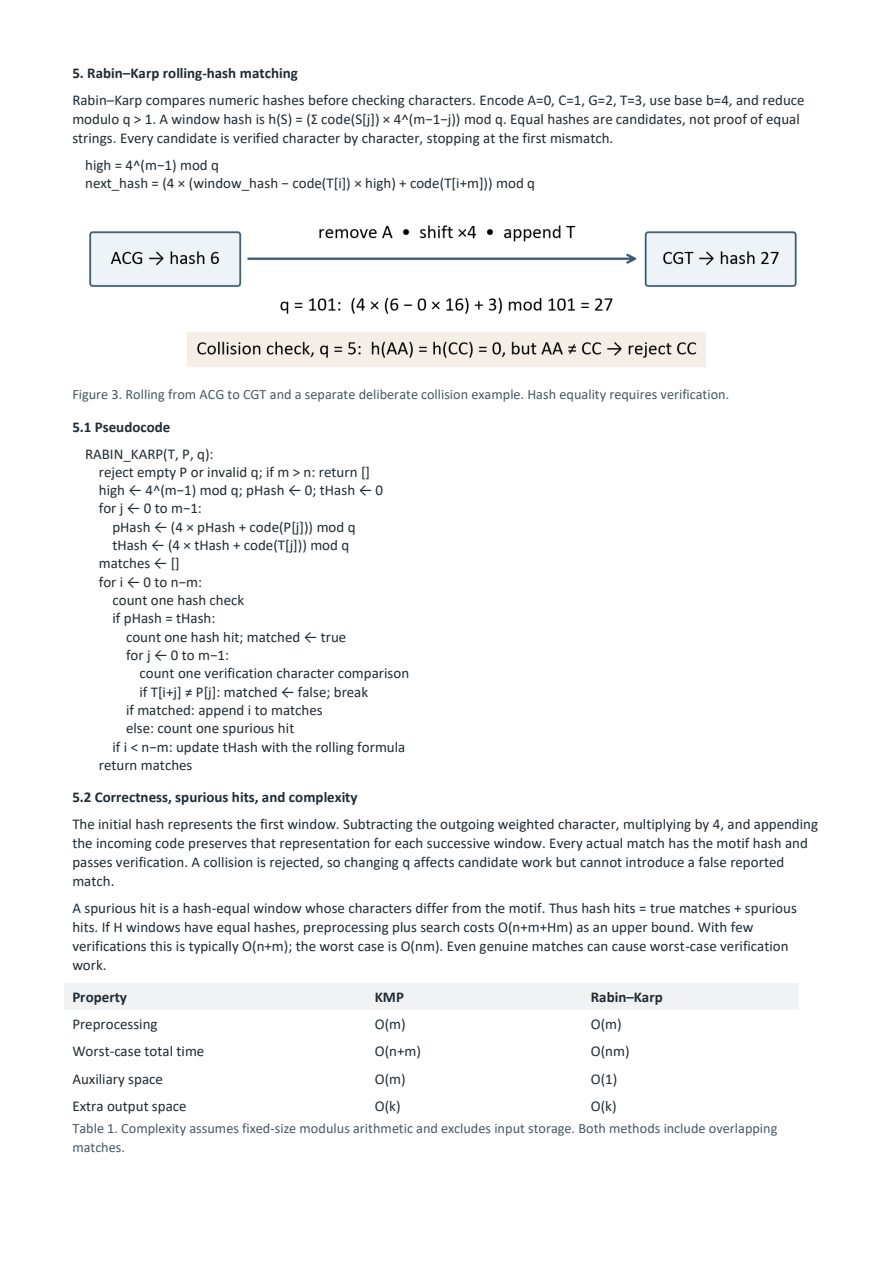 5. Rabin–Karp rolling-hash matching
Rabin–Karp compares numeric hashes before checking characters. Encode A=0, C=1, G=2, T=3, use base b=4, and reduce
modulo q > 1. A window hash is h(S) = (Σ code(S[j]) × 4^(m−1−j)) mod q. Equal hashes are candidates, not proof of equal
strings. Every candidate is verified character by character, stopping at the first mismatch.
high = 4^(m−1) mod q
next_hash = (4 × (window_hash − code(T[i]) × high) + code(T[i+m])) mod q
remove A • shift ×4 • append T
ACG → hash 6
CGT → hash 27
q = 101: (4 × (6 − 0 × 16) + 3) mod 101 = 27
Collision check, q = 5: h(AA) = h(CC) = 0, but AA ≠ CC → reject CC
Figure 3. Rolling from ACG to CGT and a separate deliberate collision example. Hash equality requires verification.
5.1 Pseudocode
RABIN_KARP(T, P, q):
reject empty P or invalid q; if m > n: return []
high ← 4^(m−1) mod q; pHash ← 0; tHash ← 0
for j ← 0 to m−1:
pHash ← (4 × pHash + code(P[j])) mod q
tHash ← (4 × tHash + code(T[j])) mod q
matches ← []
for i ← 0 to n−m:
count one hash check
if pHash = tHash:
count one hash hit; matched ← true
for j ← 0 to m−1:
count one verification character comparison
if T[i+j] ≠ P[j]: matched ← false; break
if matched: append i to matches
else: count one spurious hit
if i < n−m: update tHash with the rolling formula
return matches
5.2 Correctness, spurious hits, and complexity
The initial hash represents the first window. Subtracting the outgoing weighted character, multiplying by 4, and appending
the incoming code preserves that representation for each successive window. Every actual match has the motif hash and
passes verification. A collision is rejected, so changing q affects candidate work but cannot introduce a false reported
match.
A spurious hit is a hash-equal window whose characters differ from the motif. Thus hash hits = true matches + spurious
hits. If H windows have equal hashes, preprocessing plus search costs O(n+m+Hm) as an upper bound. With few
verifications this is typically O(n+m); the worst case is O(nm). Even genuine matches can cause worst-case verification
work.
Property KMP Rabin–Karp
Preprocessing O(m) O(m)
Worst-case total time O(n+m) O(nm)
Auxiliary space O(m) O(1)
Extra output space O(k) O(k)
Table 1. Complexity assumes fixed-size modulus arithmetic and excludes input storage. Both methods include overlapping
matches.